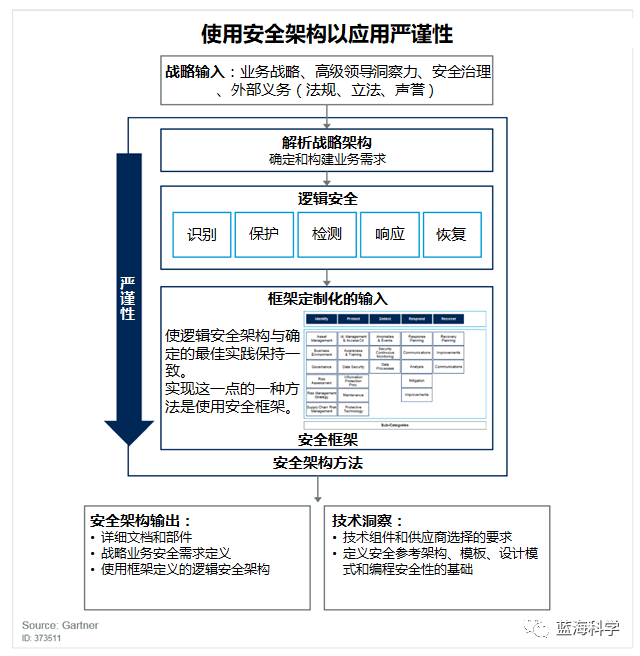 使用安全架构以应用严谨性
战略输入：业务战略、高级领导洞察力、安全治理
、外部义务（法规、立法、声誉）
解析战略架构
确定和构建业务需求
逻辑安全
识别
保护
检测
响应
恢复
严谨性
框架定制化的输入
使逻辑安全架构与确
定的最佳实践保持一
致。
实现这一点的一种方
法是使用安全框架。
Identify
Protect
Detect
Respond
Recover
Asset
Management
Id. Management
& Access Ctl
Anomalies
& Events
Response
Planning
Recovery
Planning
Business
Environment
Awareness
& Training
Security
Continuous
Monitoring
Communications
Improvements
Governance
Data Security
Data
Processes
Analysis
Communications
Risk
Assessment
Information
Protection
Proc
Mitigation
Risk Management
Strategy
Maintenance
Improvements
Supply Chain Risk
Management
Protective
Technology
Sub-Categories
安全框架
安全架构方法
安全架构输出：
• 详细文档和部件
• 战略业务安全需求定义
• 使用框架定义的逻辑安全架构
技术洞察：
• 技术组件和供应商选择的要求
• 定义安全参考架构、模板、设计模
式和编程安全性的基础
Source: Gartner
ID: 373511
蓝海科学